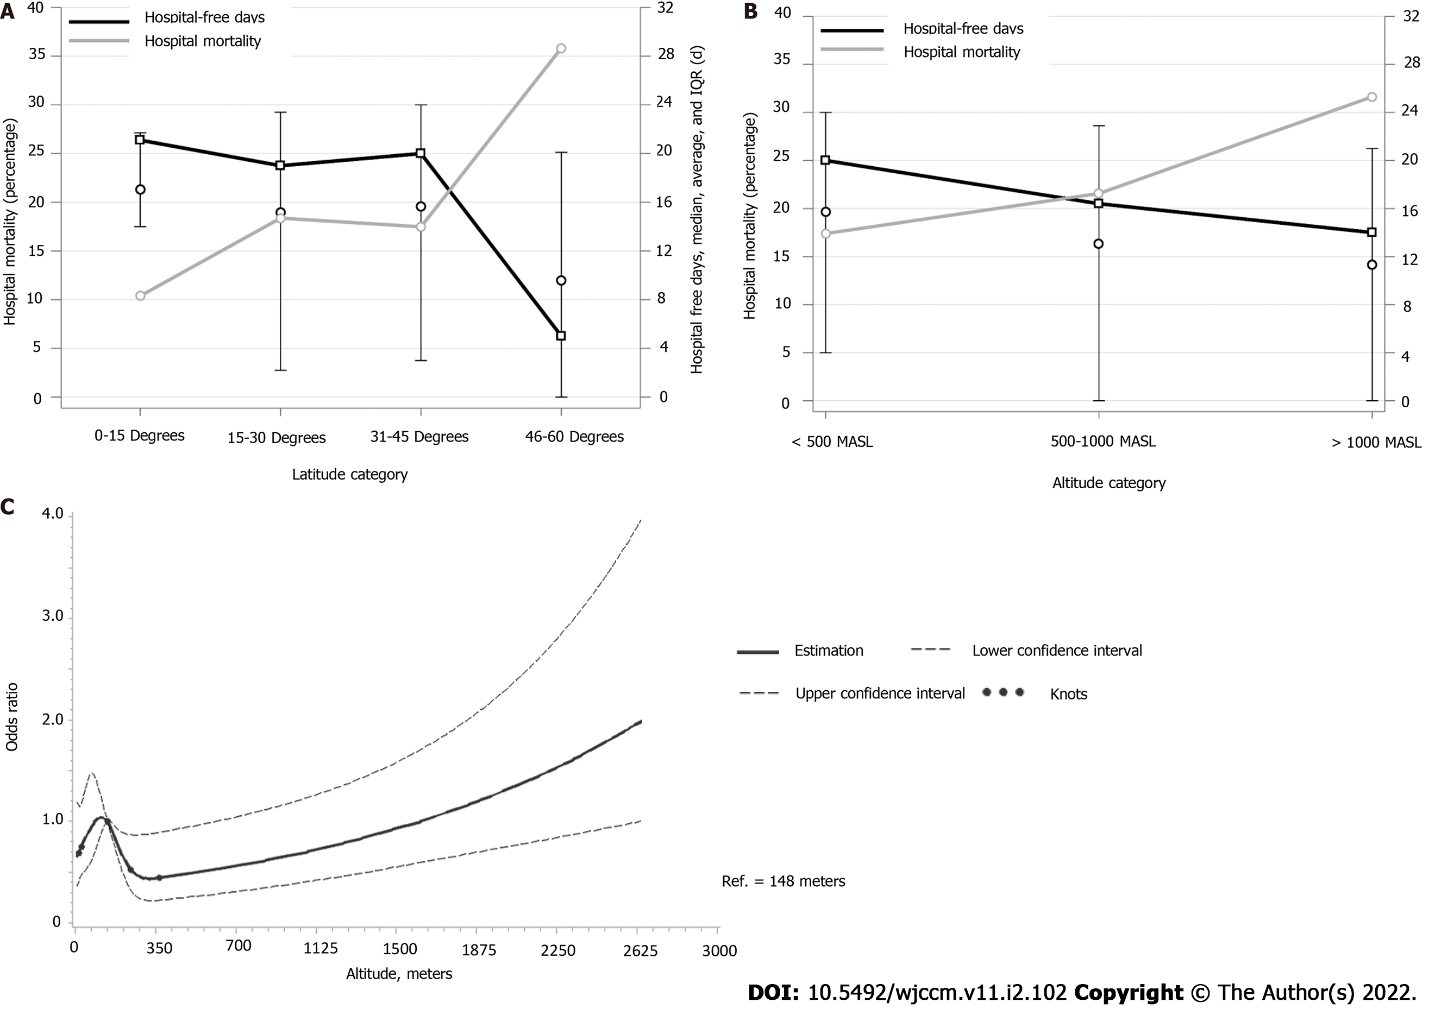 A
Hospital-free days
Hospital mortality
40
35
30
25
20
15
10
5
0
Hospital mortality (percentage)
32
28
24
20
16
12
8
4
0
Hospital free days, median, average, and IQR (d)
0-15 Degrees
15-30 Degrees
31-45 Degrees
46-60 Degrees
Latitude category
B
Hospital-free days
Hospital mortality
40
35
30
25
20
15
10
5
0
Hospital mortality (percentage)
32
28
24
20
16
12
8
4
0
< 500 MASL
500-1000 MASL
> 1000 MASL
Altitude category
C
4.0
3.0
2.0
1.0
0
Odds ratio
0
350
700
1125
1500
1875
2250
2625
3000
Altitude, meters
Estimation
Lower confidence interval
Upper confidence interval
Knots
Ref. = 148 meters
DOI: 10.5492/wjccm.v11.i2.102 Copyright © The Author(s) 2022.